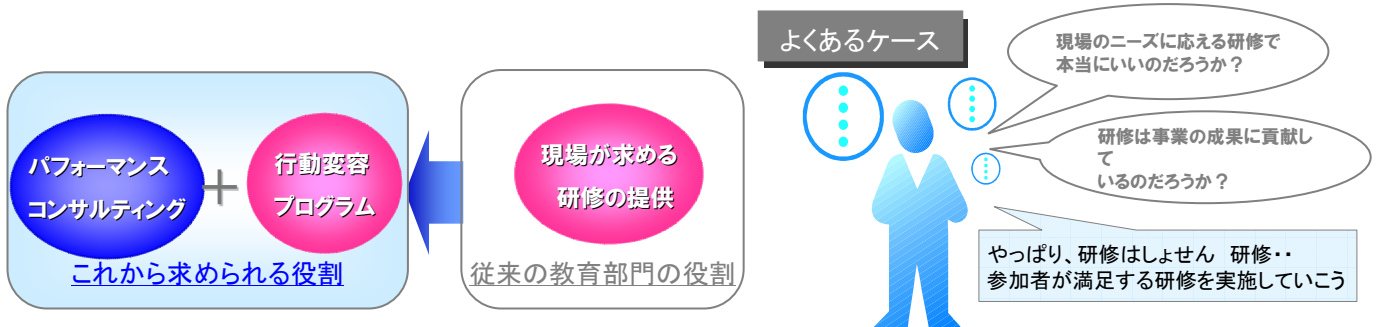 パフォーマンス
コンサルティング
＋
行動変容
プログラム
これから求められる役割
現場が求める
研修の提供
従来の教育部門の役割
よくあるケース
現場のニーズに応える研修で
本当にいいのだろうか？
研修は事業の成果に貢献し
て
いるのだろうか？
やっぱり、研修はしょせん　研修・・
参加者が満足する研修を実施していこう